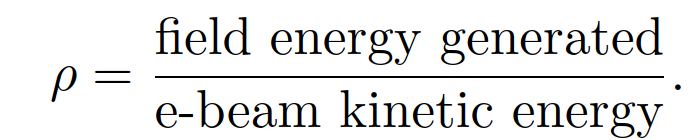 ρ = field energy generated / e-beam kinetic energy.